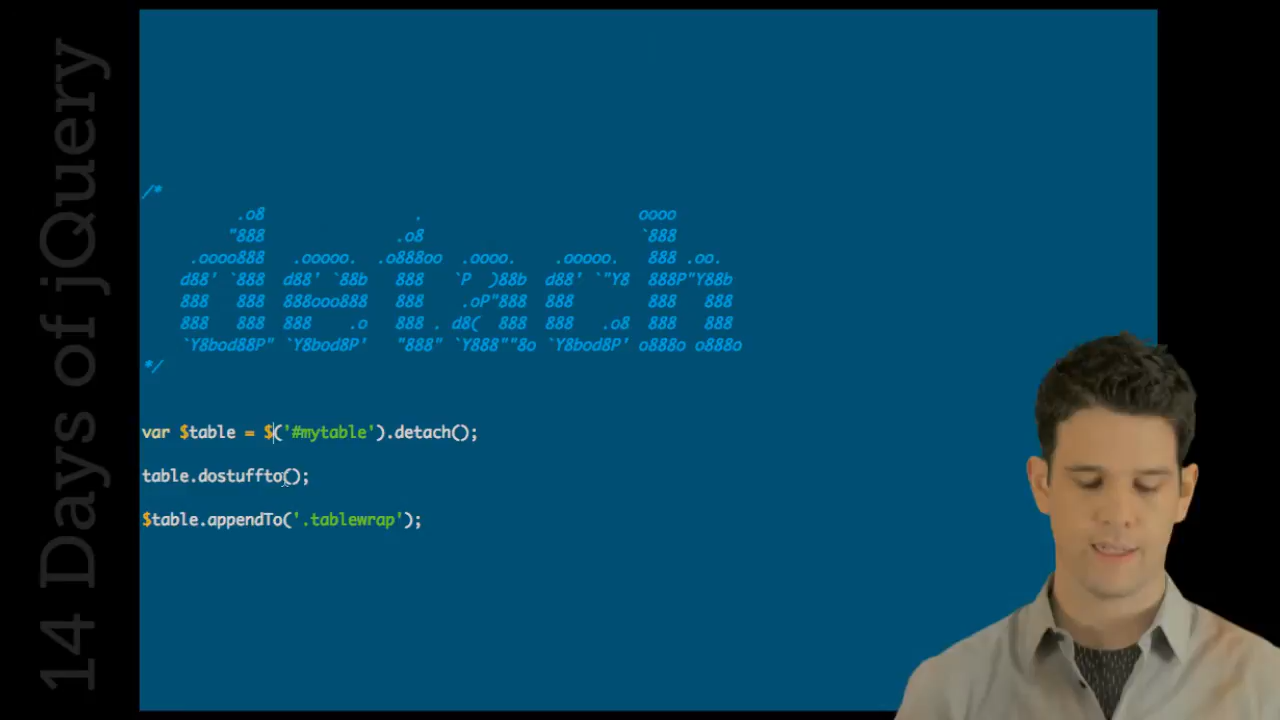 14 Days of jQuery
/*
          .o8                .                       oooo
         "888              .o8                       `888
     .oooo888   .ooooo.  .o888oo  .oooo.    .ooooo.   888 .oo.
    d88' `888  d88' `88b   888   `P  )88b  d88' `"Y8  888P"Y88b
    888   888  888ooo888   888    .oP"888  888        888   888
    888   888  888    .o   888 . d8(  888  888   .o8  888   888
    `Y8bod88P" `Y8bod8P'   "888" `Y888""8o `Y8bod8P' o888o o888o
*/
var $table = $('#mytable').detach();
table.dostuffto();
$table.appendTo('.tablewrap');